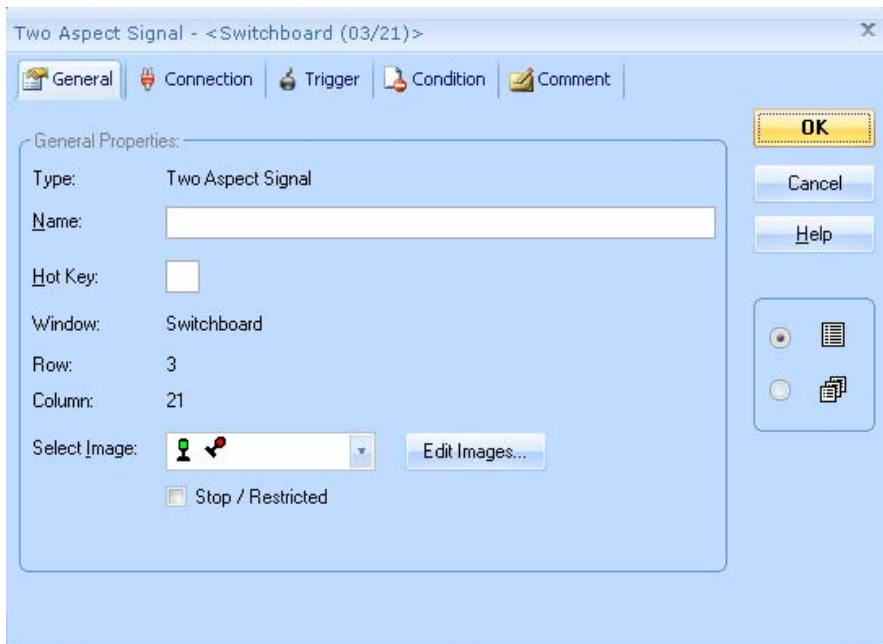 Two Aspect Signal - <Switchboard (03/21)>
General Connection Trigger Condition Comment
General Properties:
Type: Two Aspect Signal
Name:
Hot Key:
Window: Switchboard
Row: 3
Column: 21
Select Image: Edit Images...
Stop / Restricted
OK
Cancel
Help